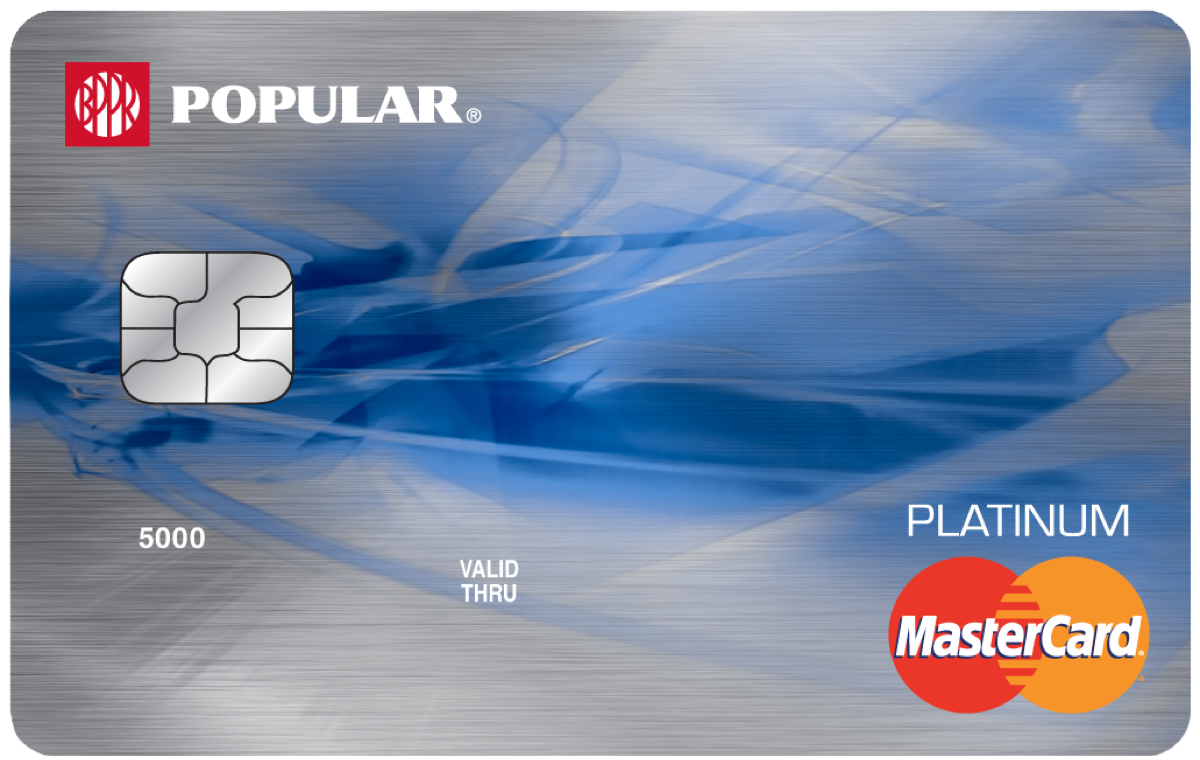 BPPR POPULAR®
5000
VALID
THRU
PLATINUM
MasterCard®